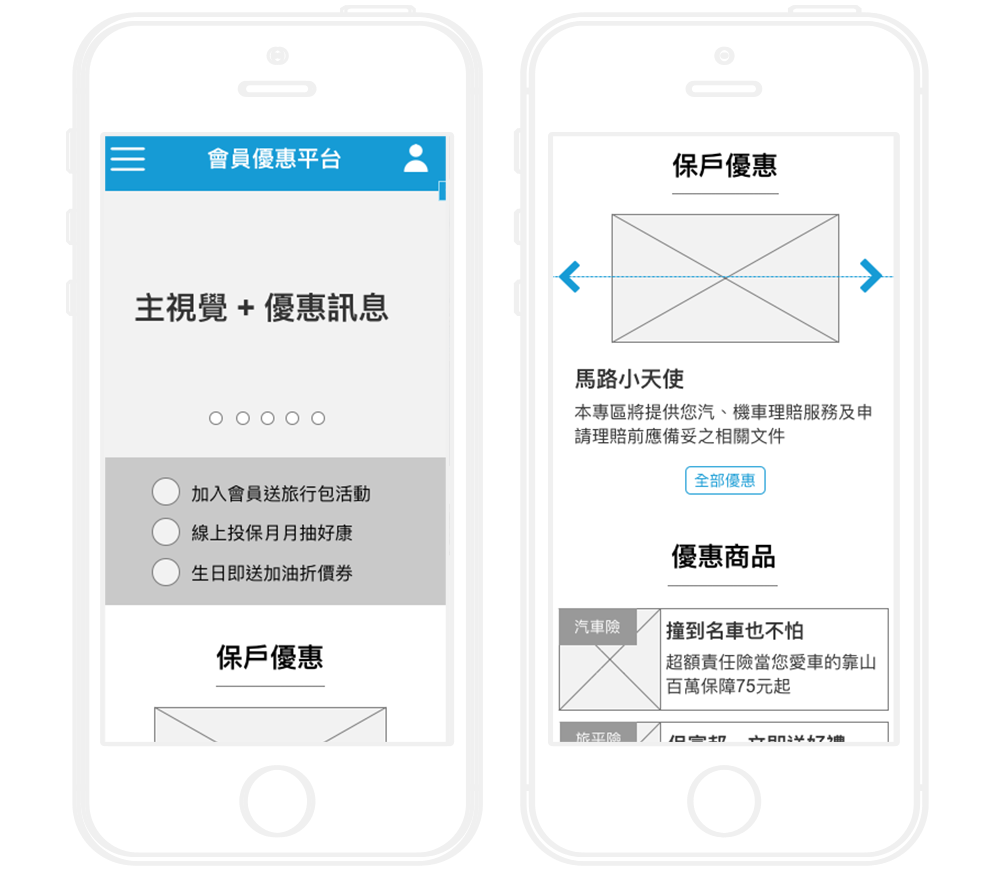 會員優惠平台
主視覺 + 優惠訊息
加入會員送旅行包活動
線上投保月月抽好康
生日即送加油折價券
保戶優惠
保戶優惠
馬路小天使
本專區將提供您汽、機車理賠服務及申
請理賠前應備妥之相關文件
全部優惠
優惠商品
汽車險
撞到名車也不怕
超額責任險當您愛車的靠山
百萬保障75元起
旅平險